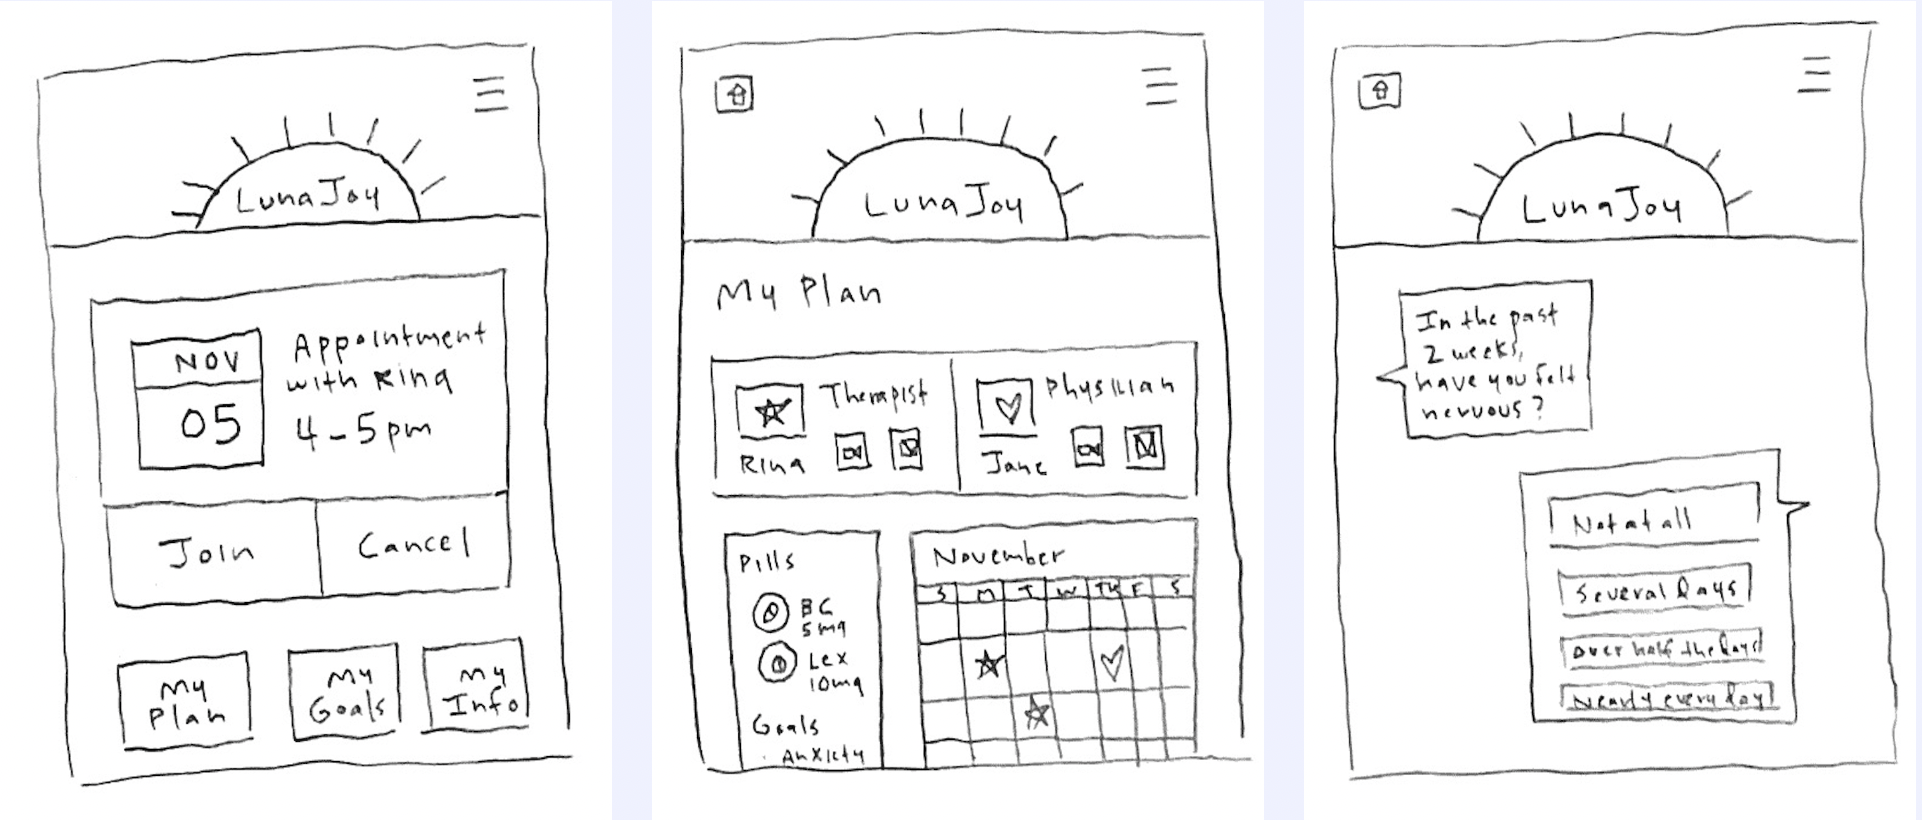 LunaJoy
NOV
05
Appointment
with Rina
4-5pm
Join
Cancel
My
Plan
My
Goals
My
Info
LunaJoy
My Plan
Therapist
Rina
Physician
Jane
Pills
BC
5mg
Lex
10mg
Goals
· Anxiety
November
S M T W TH F S
LunaJoy
In the past
2 weeks,
have you felt
nervous?
Not at all
Several Days
Over half the days
Nearly every day